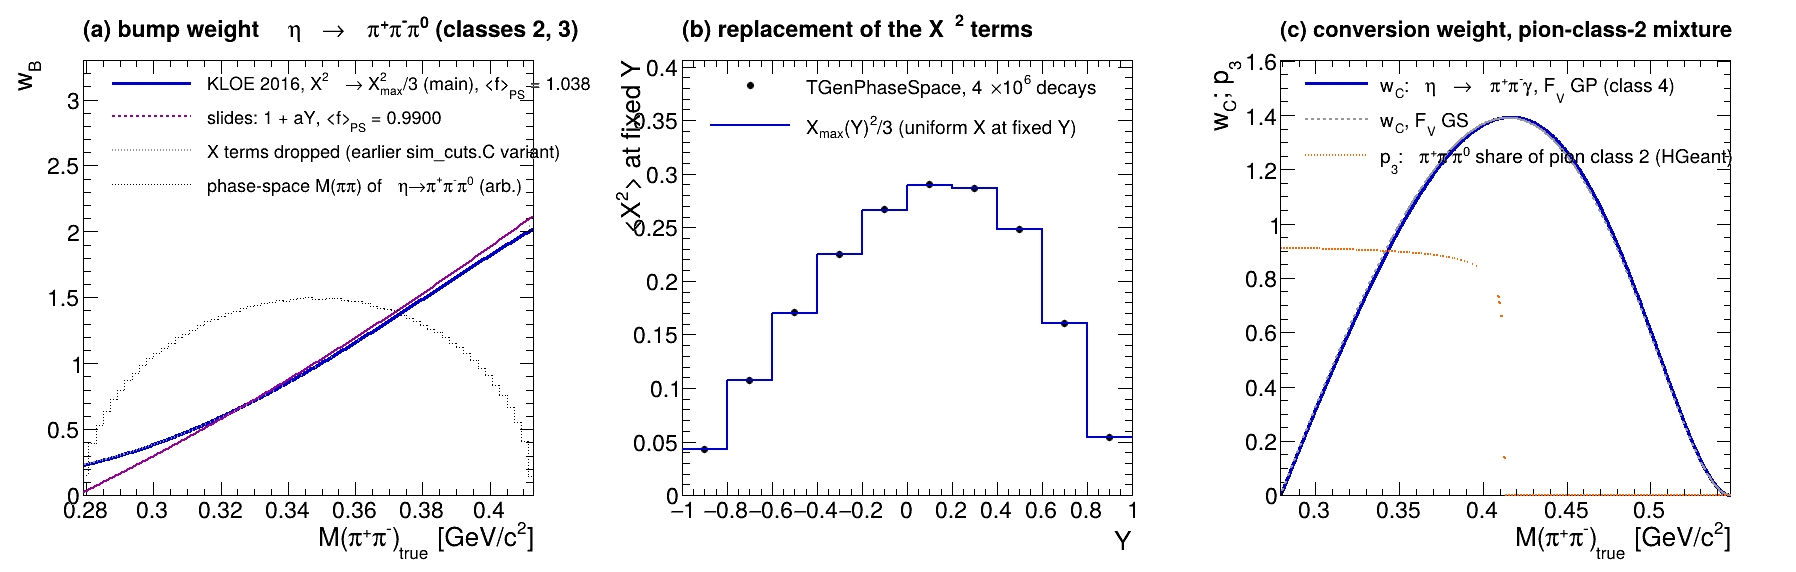 (a) bump weight η → π⁺π⁻π⁰ (classes 2, 3)
w_B
KLOE 2016, X² → X²_max/3 (main), <f>_PS = 1.038
slides: 1 + aY, <f>_PS = 0.9900
X terms dropped (earlier sim_cuts.C variant)
phase-space M(ππ) of η→π⁺π⁻π⁰ (arb.)
3
2.5
2
1.5
1
0.5
0
0.28 0.3 0.32 0.34 0.36 0.38 0.4
M(π⁺π⁻)_true [GeV/c²]
(b) replacement of the X ² terms
<X²> at fixed Y
TGenPhaseSpace, 4 ×10⁶ decays
X_max(Y)²/3 (uniform X at fixed Y)
0.4
0.35
0.3
0.25
0.2
0.15
0.1
0.05
0
−1 −0.8 −0.6 −0.4 −0.2 0 0.2 0.4 0.6 0.8 1
Y
(c) conversion weight, pion-class-2 mixture
w_C; p_3
w_C: η → π⁺π⁻γ, F_V GP (class 4)
w_C, F_V GS
p_3: π⁺π⁻π⁰ share of pion class 2 (HGeant)
1.6
1.4
1.2
1
0.8
0.6
0.4
0.2
0
0.3 0.35 0.4 0.45 0.5
M(π⁺π⁻)_true [GeV/c²]